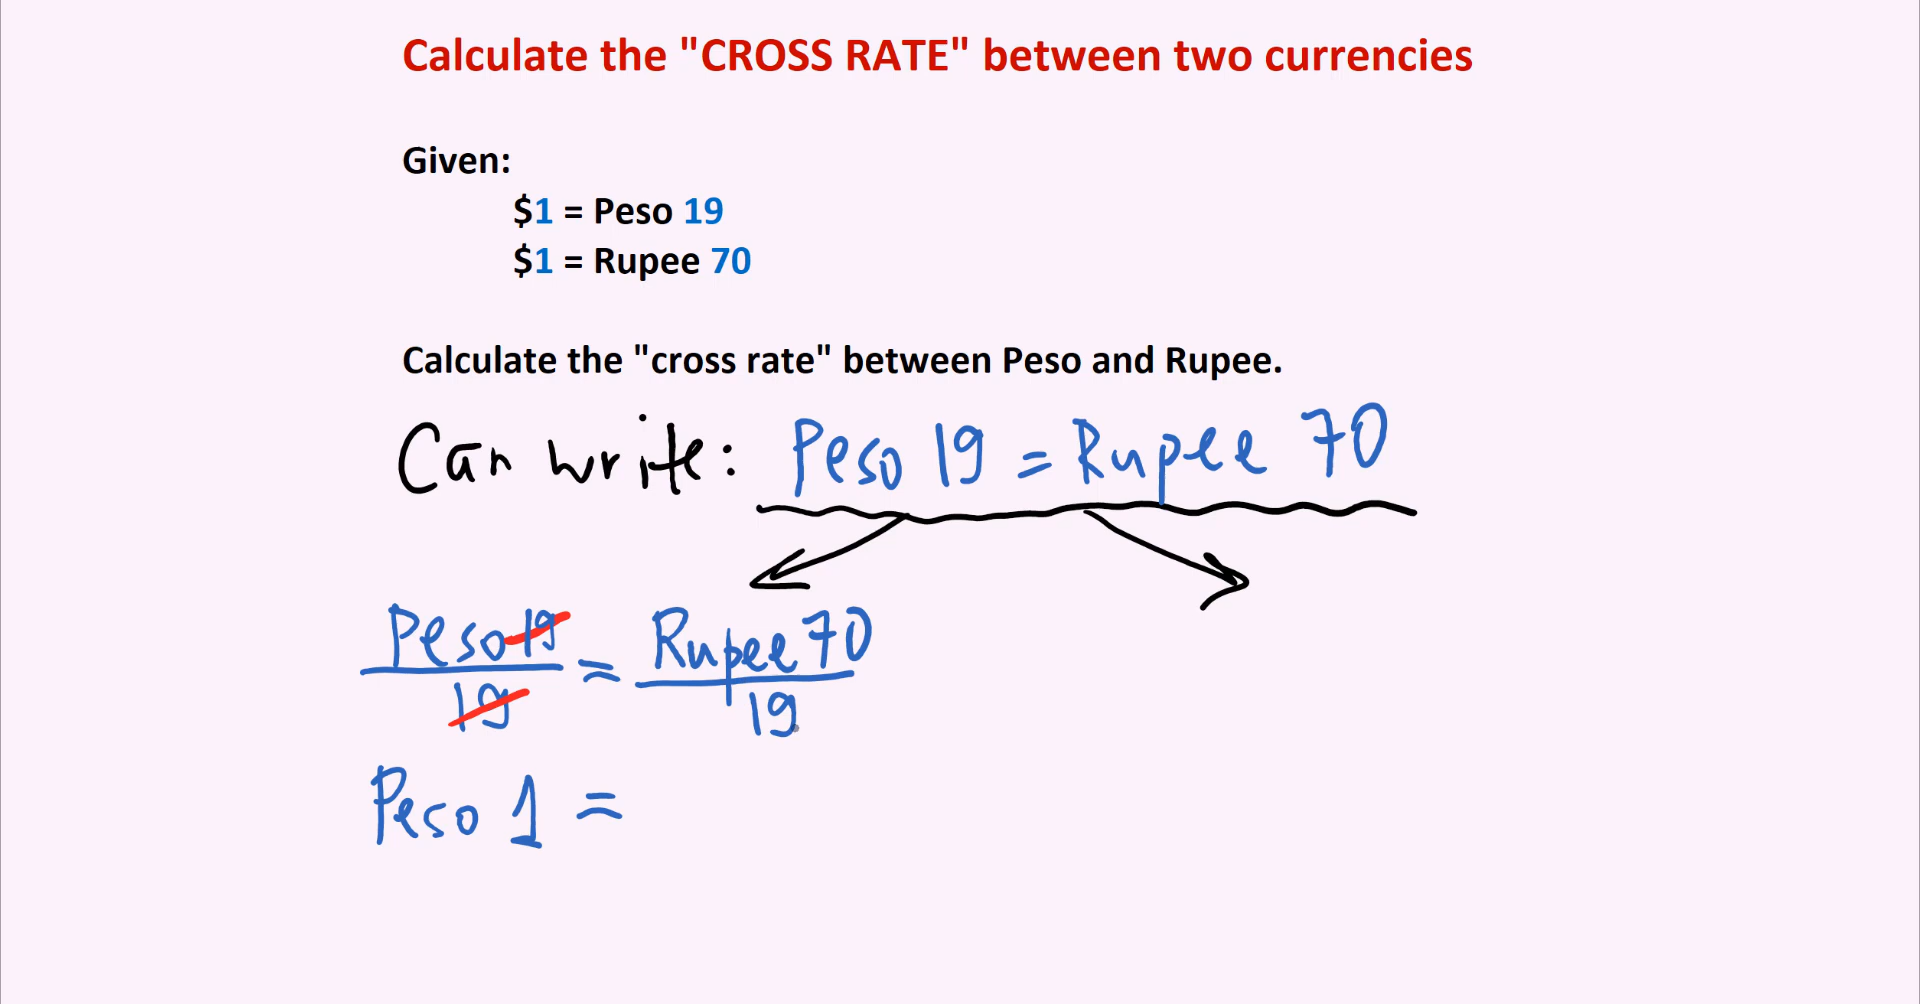 Calculate the "CROSS RATE" between two currencies
Given:
$1 = Peso 19
$1 = Rupee 70
Calculate the "cross rate" between Peso and Rupee.
Can write: Peso 19 = Rupee 70
Peso 19 = Rupee 70
19 19
Peso 1 =